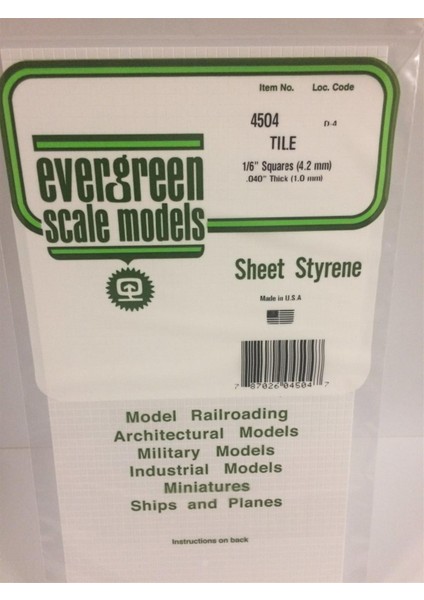 Item No. Loc. Code
4504 D-4
TILE
1/6" Squares (4.2 mm)
.040" Thick (1.0 mm)
evergreen
scale models
Sheet Styrene
Made in U.S.A
7 87026 04504 7
Model Railroading
Architectural Models
Military Models
Industrial Models
Miniatures
Ships and Planes
Instructions on back